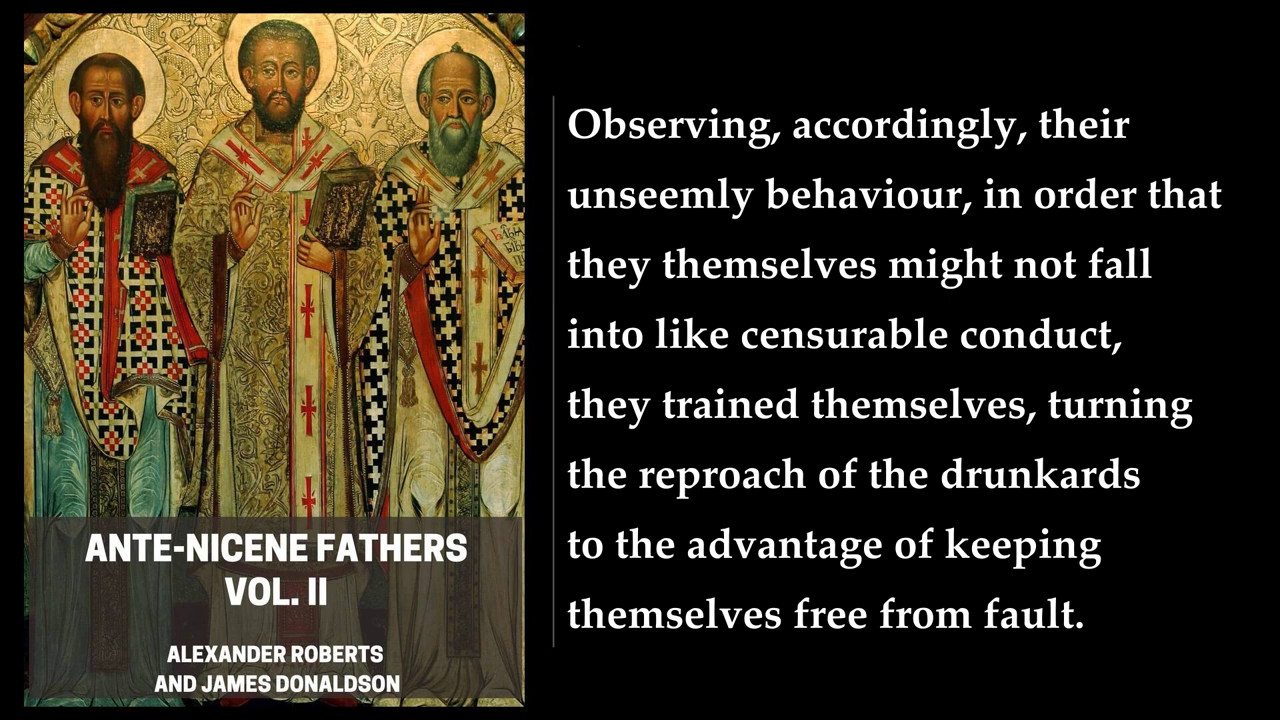 ANTE-NICENE FATHERS
VOL. II
ALEXANDER ROBERTS
AND JAMES DONALDSON
Observing, accordingly, their
unseemly behaviour, in order that
they themselves might not fall
into like censurable conduct,
they trained themselves, turning
the reproach of the drunkards
to the advantage of keeping
themselves free from fault.